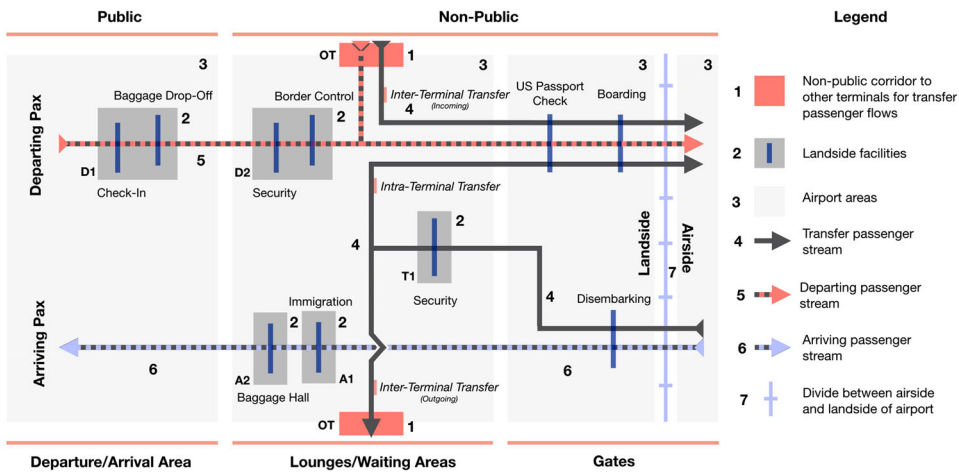 Public
Non-Public
Legend
3
OT
1
3
3
3
Baggage Drop-Off
Border Control
Inter-Terminal Transfer
(Incoming)
US Passport
Check
Boarding
2
2
4
Departing Pax
D1
5
D2
Check-In
Security
Intra-Terminal Transfer
2
4
T1
Security
4
Landside
Airside
7
Immigration
Disembarking
2
2
Arriving Pax
6
A2
A1
6
Baggage Hall
Inter-Terminal Transfer
(Outgoing)
OT
1
Departure/Arrival Area
Lounges/Waiting Areas
Gates
1
Non-public corridor to
other terminals for transfer
passenger flows
2
Landside facilities
3
Airport areas
4
Transfer passenger
stream
5
Departing passenger
stream
6
Arriving passenger
stream
7
Divide between airside
and landside of airport